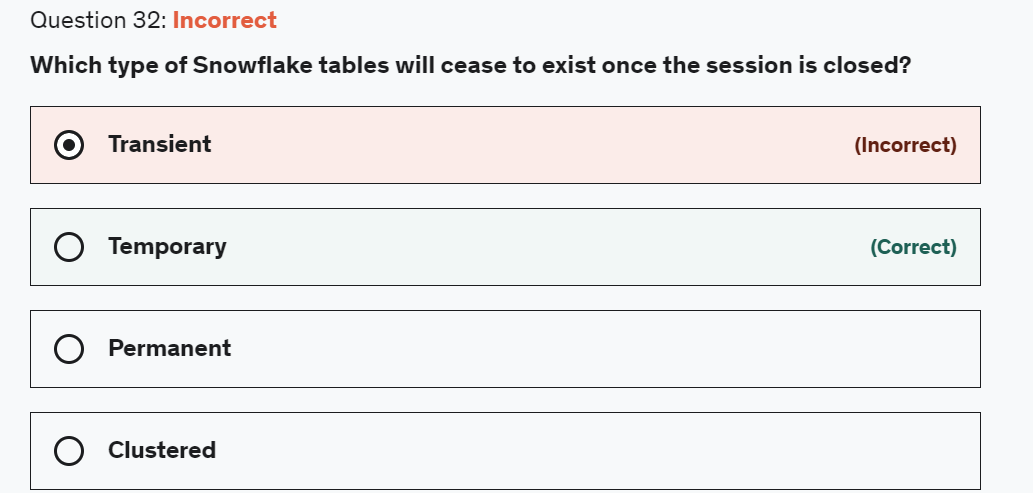 Question 32: Incorrect
Which type of Snowflake tables will cease to exist once the session is closed?
Transient (Incorrect)
Temporary (Correct)
Permanent
Clustered